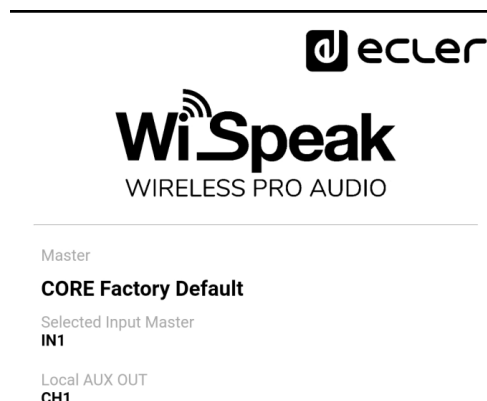 ecler
WiSpeak
WIRELESS PRO AUDIO
Master
CORE Factory Default
Selected Input Master
IN1
Local AUX OUT
CH1